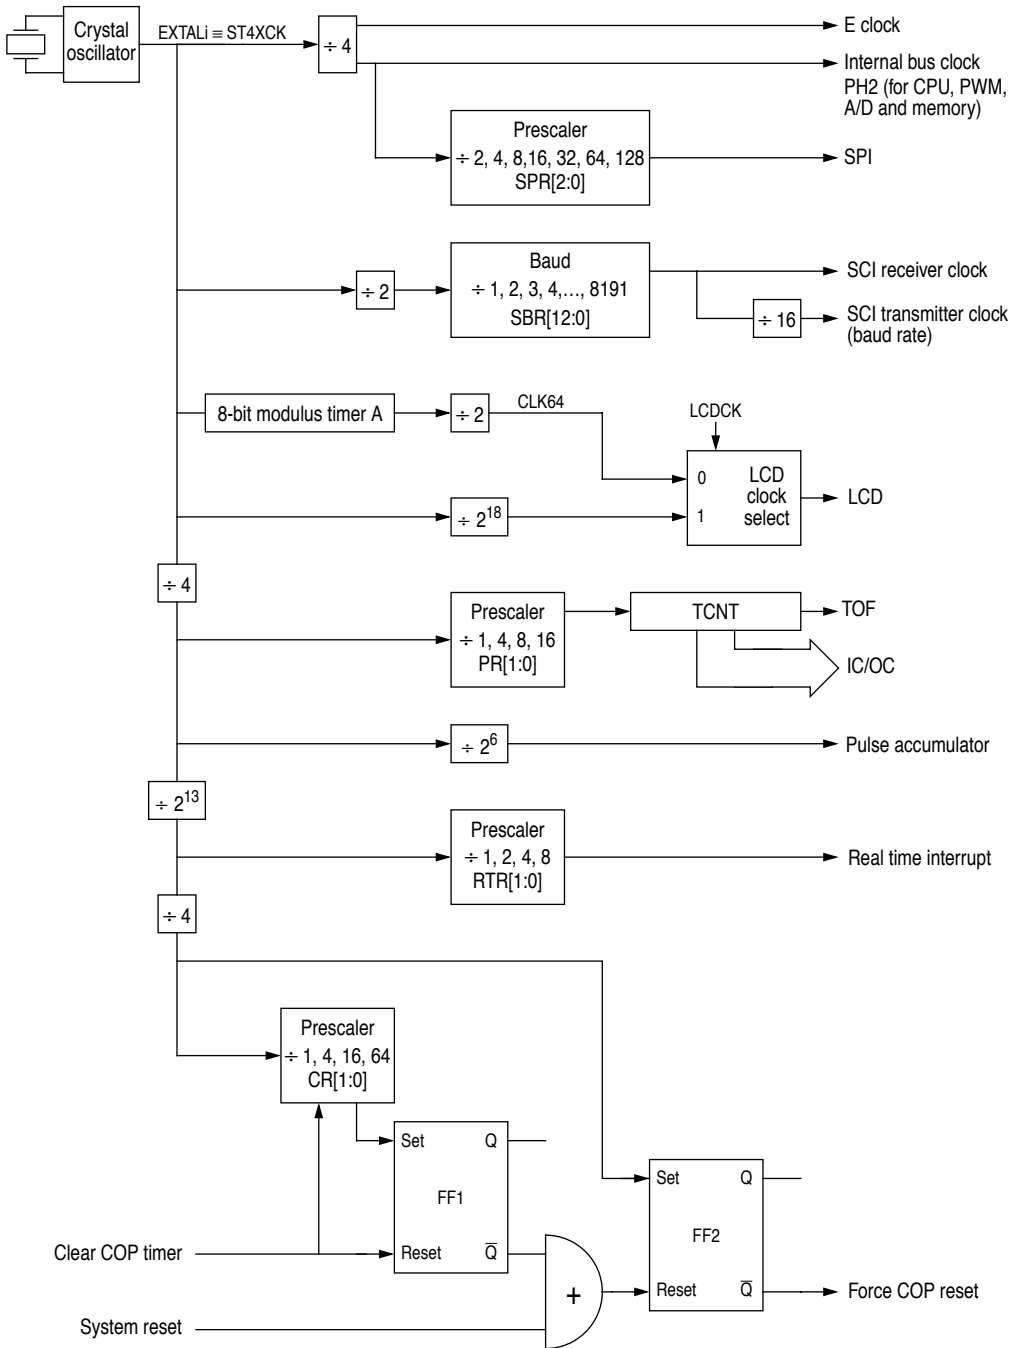 Crystal
oscillator
EXTALi ≡ ST4XCK
÷ 4
E clock
Internal bus clock
PH2 (for CPU, PWM,
A/D and memory)
Prescaler
÷ 2, 4, 8,16, 32, 64, 128
SPR[2:0]
SPI
÷ 2
Baud
÷ 1, 2, 3, 4,..., 8191
SBR[12:0]
SCI receiver clock
÷ 16
SCI transmitter clock
(baud rate)
8-bit modulus timer A
÷ 2
CLK64
LCDCK
0
1
LCD
clock
select
LCD
÷ 2¹⁸
÷ 4
Prescaler
÷ 1, 4, 8, 16
PR[1:0]
TCNT
TOF
IC/OC
÷ 2⁶
Pulse accumulator
÷ 2¹³
Prescaler
÷ 1, 2, 4, 8
RTR[1:0]
Real time interrupt
÷ 4
Prescaler
÷ 1, 4, 16, 64
CR[1:0]
Set
Q
FF1
Reset
Q̅
Set
Q
FF2
Reset
Q̅
Clear COP timer
+
Force COP reset
System reset